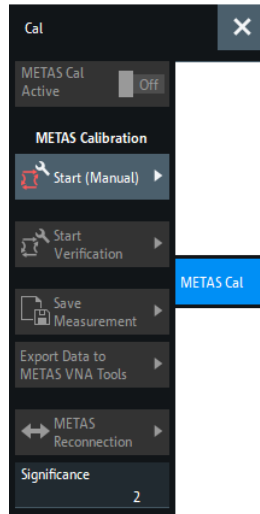 Cal
METAS Cal
Active
Off
METAS Calibration
Start (Manual)
Start
Verification
METAS Cal
Save
Measurement
Export Data to
METAS VNA Tools
METAS
Reconnection
Significance
2